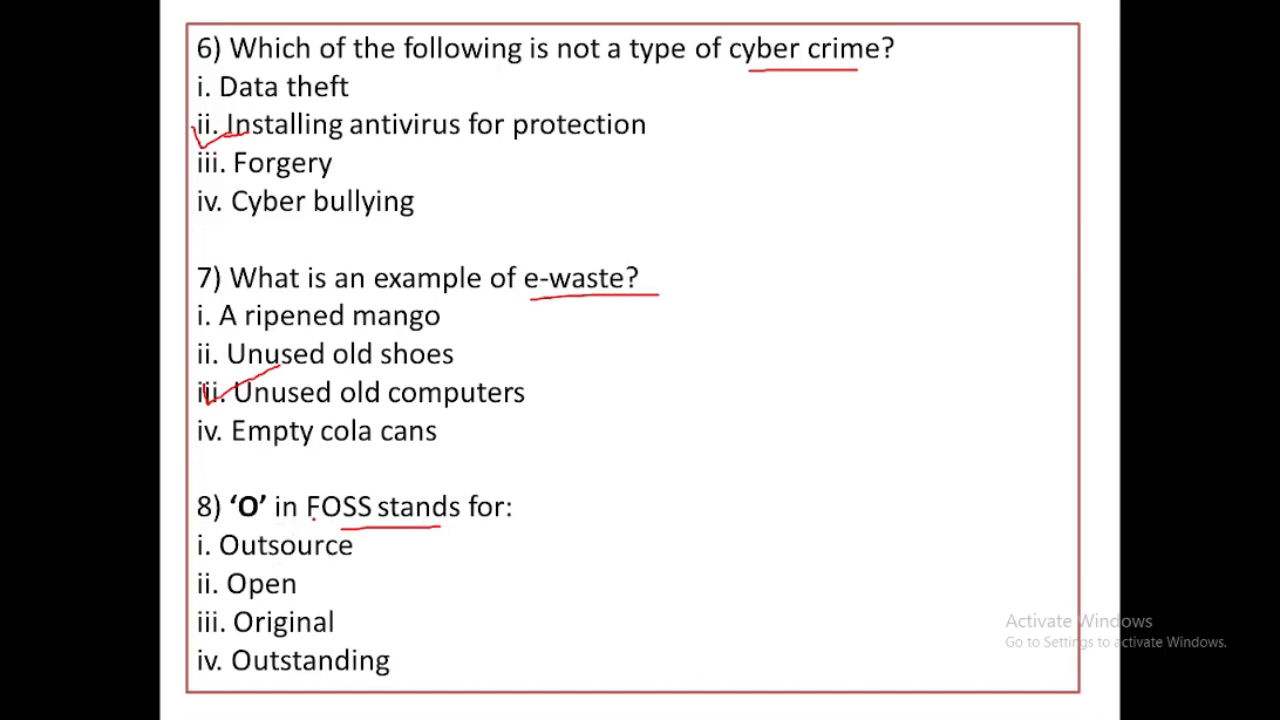 6) Which of the following is not a type of cyber crime?
i. Data theft
ii. Installing antivirus for protection
iii. Forgery
iv. Cyber bullying
7) What is an example of e-waste?
i. A ripened mango
ii. Unused old shoes
iii. Unused old computers
iv. Empty cola cans
8) ‘O’ in FOSS stands for:
i. Outsource
ii. Open
iii. Original
iv. Outstanding
Activate Windows
Go to Settings to activate Windows.